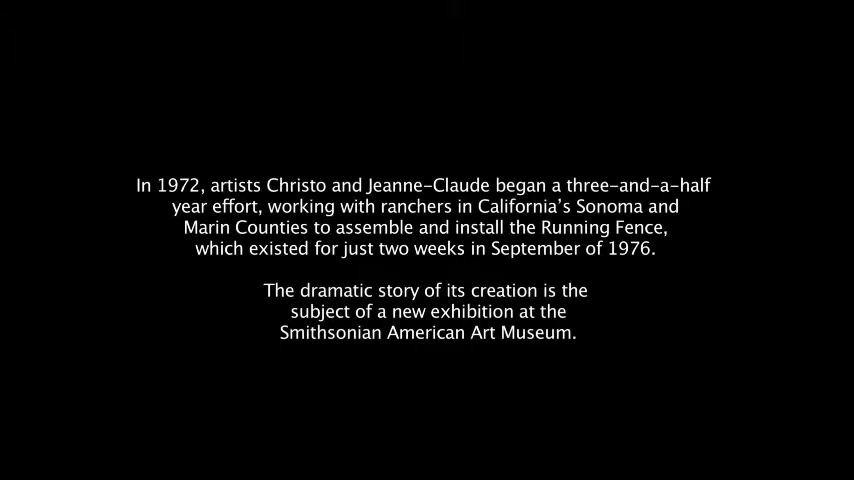 In 1972, artists Christo and Jeanne-Claude began a three-and-a-half
year effort, working with ranchers in California's Sonoma and
Marin Counties to assemble and install the Running Fence,
which existed for just two weeks in September of 1976.
The dramatic story of its creation is the
subject of a new exhibition at the
Smithsonian American Art Museum.